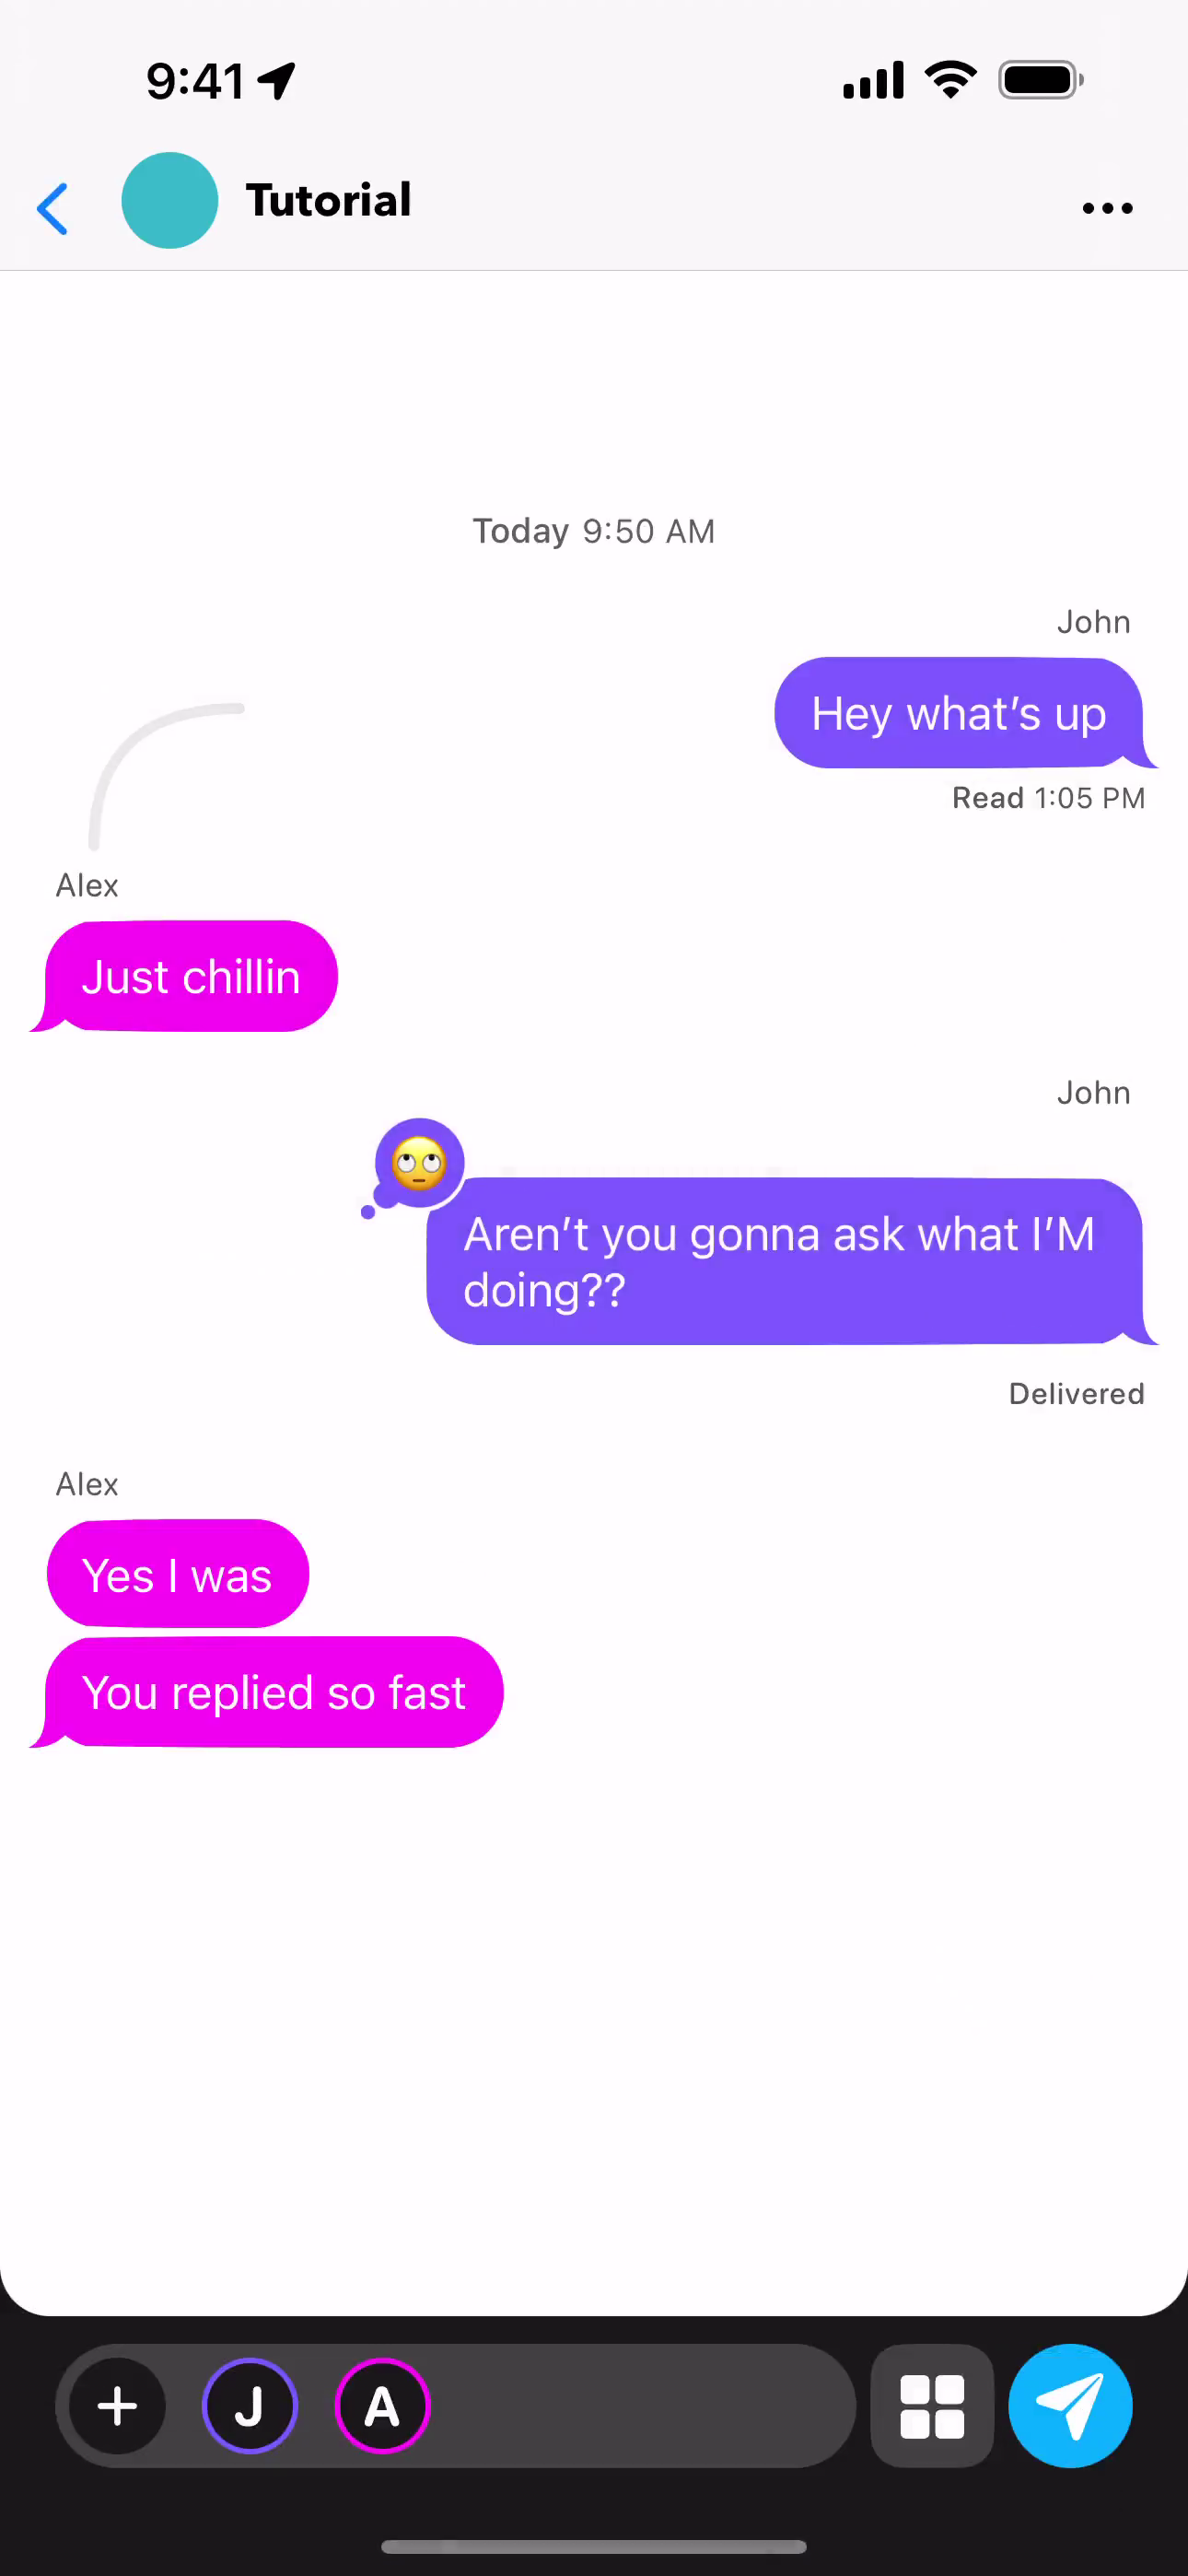 9:41
Tutorial
Today 9:50 AM
John
Hey what’s up
Read 1:05 PM
Alex
Just chillin
John
Aren’t you gonna ask what I’M
doing??
Delivered
Alex
Yes I was
You replied so fast
J A